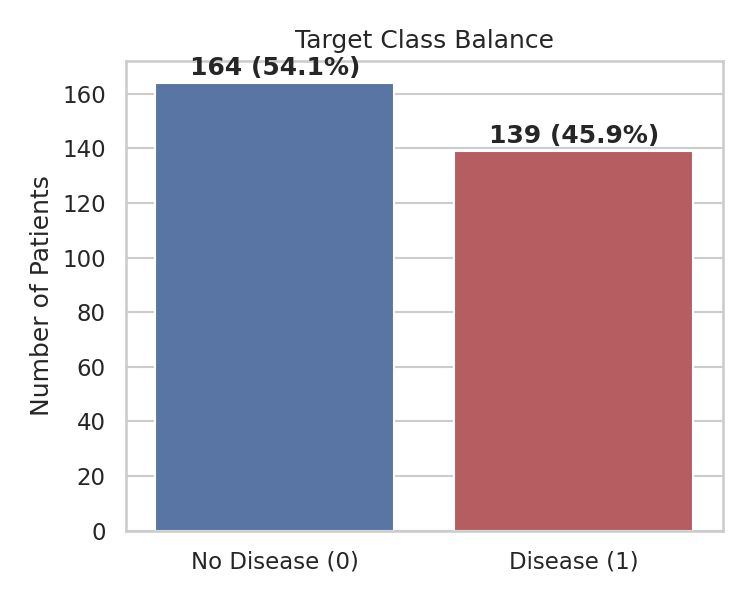 Target Class Balance
164 (54.1%)
139 (45.9%)
Number of Patients
160
140
120
100
80
60
40
20
0
No Disease (0)
Disease (1)